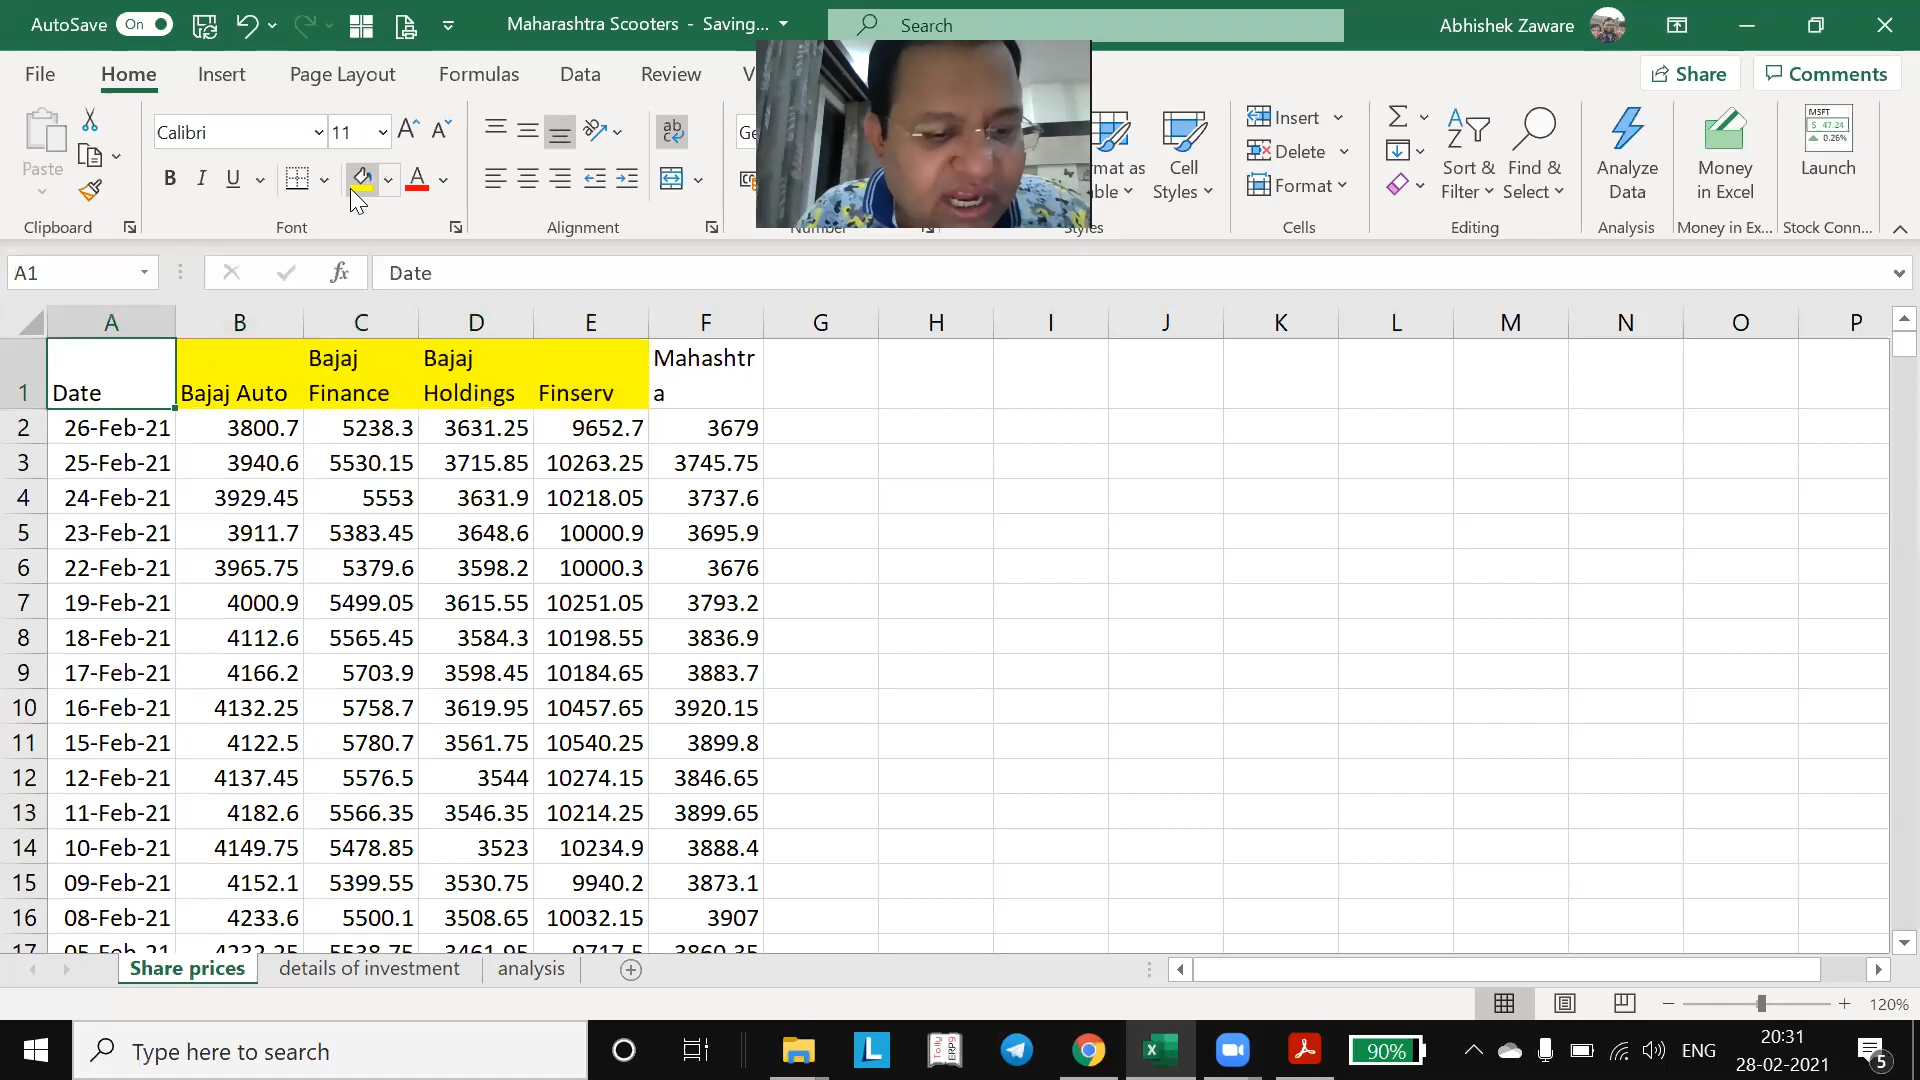 AutoSave On Maharashtra Scooters - Saving... Search Abhishek Zaware
File Home Insert Page Layout Formulas Data Review V Share Comments
Paste Calibri 11 A A ab Ge
B I U A
rmat as ble Cell Styles
Insert
Delete
Format
Sort & Filter Find & Select
Analyze Data
Money in Excel
MSFT
$ 47.24
0.26%
Launch
Clipboard Font Alignment Number Styles Cells Editing Analysis Money in Ex... Stock Conn...
A1 fx Date
A B C D E F G H I J K L M N O P
1 Date Bajaj Auto Bajaj Finance Bajaj Holdings Finserv Mahashtra
2 26-Feb-21 3800.7 5238.3 3631.25 9652.7 3679
3 25-Feb-21 3940.6 5530.15 3715.85 10263.25 3745.75
4 24-Feb-21 3929.45 5553 3631.9 10218.05 3737.6
5 23-Feb-21 3911.7 5383.45 3648.6 10000.9 3695.9
6 22-Feb-21 3965.75 5379.6 3598.2 10000.3 3676
7 19-Feb-21 4000.9 5499.05 3615.55 10251.05 3793.2
8 18-Feb-21 4112.6 5565.45 3584.3 10198.55 3836.9
9 17-Feb-21 4166.2 5703.9 3598.45 10184.65 3883.7
10 16-Feb-21 4132.25 5758.7 3619.95 10457.65 3920.15
11 15-Feb-21 4122.5 5780.7 3561.75 10540.25 3899.8
12 12-Feb-21 4137.45 5576.5 3544 10274.15 3846.65
13 11-Feb-21 4182.6 5566.35 3546.35 10214.25 3899.65
14 10-Feb-21 4149.75 5478.85 3523 10234.9 3888.4
15 09-Feb-21 4152.1 5399.55 3530.75 9940.2 3873.1
16 08-Feb-21 4233.6 5500.1 3508.65 10032.15 3907
17 05-Feb-21 4232.25 5538.75 3461.95 9717.5 3860.35
Share prices details of investment analysis
120%
Type here to search L Tally ERP9 90% ENG 20:31
28-02-2021 5